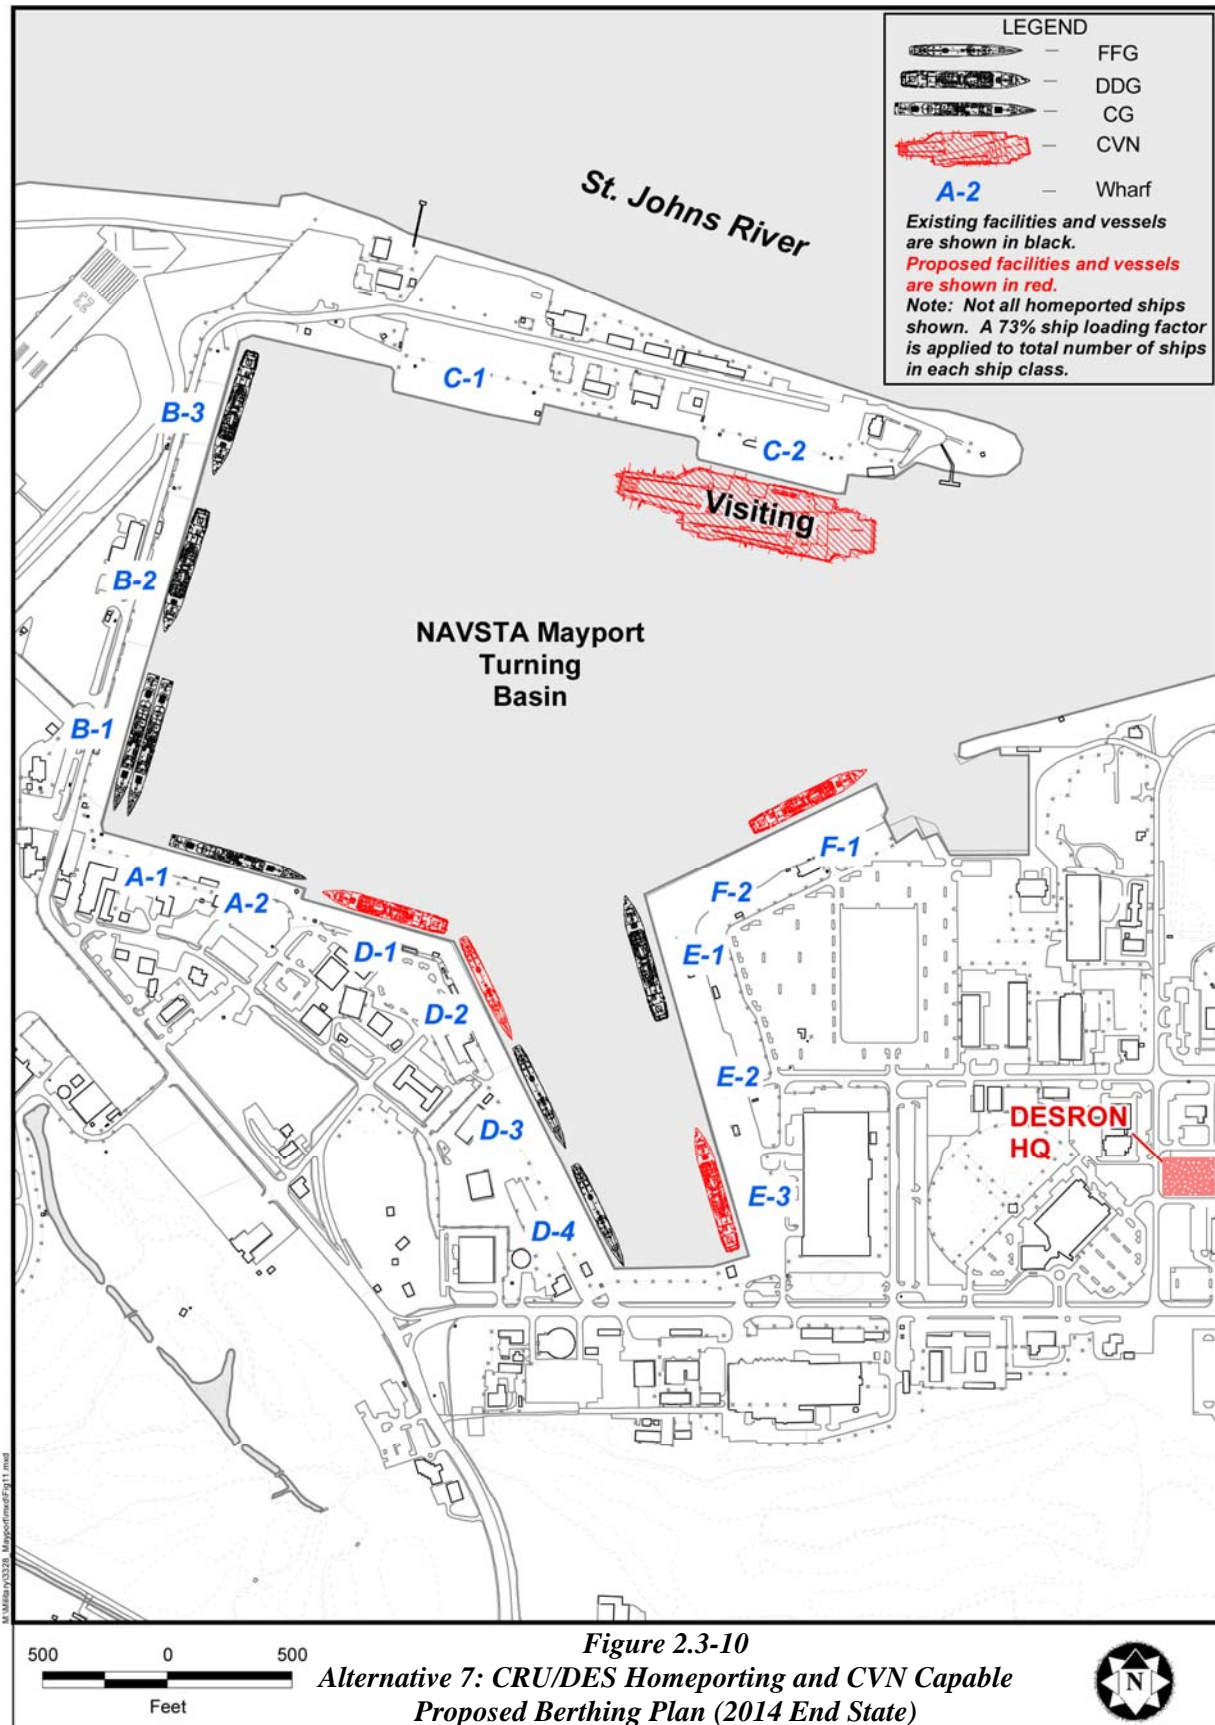 LEGEND
FFG
DDG
CG
CVN
A-2
Wharf
Existing facilities and vessels
are shown in black.
Proposed facilities and vessels
are shown in red.
Note: Not all homeported ships
shown. A 73% ship loading factor
is applied to total number of ships
in each ship class.
St. Johns River
23
C-1
B-3
C-2
Visiting
B-2
NAVSTA Mayport
Turning
Basin
B-1
F-1
A-1
A-2
F-2
D-1
E-1
D-2
E-2
D-3
DESRON
HQ
E-3
D-4
500 0 500
Feet
Figure 2.3-10
Alternative 7: CRU/DES Homeporting and CVN Capable
Proposed Berthing Plan (2014 End State)
N